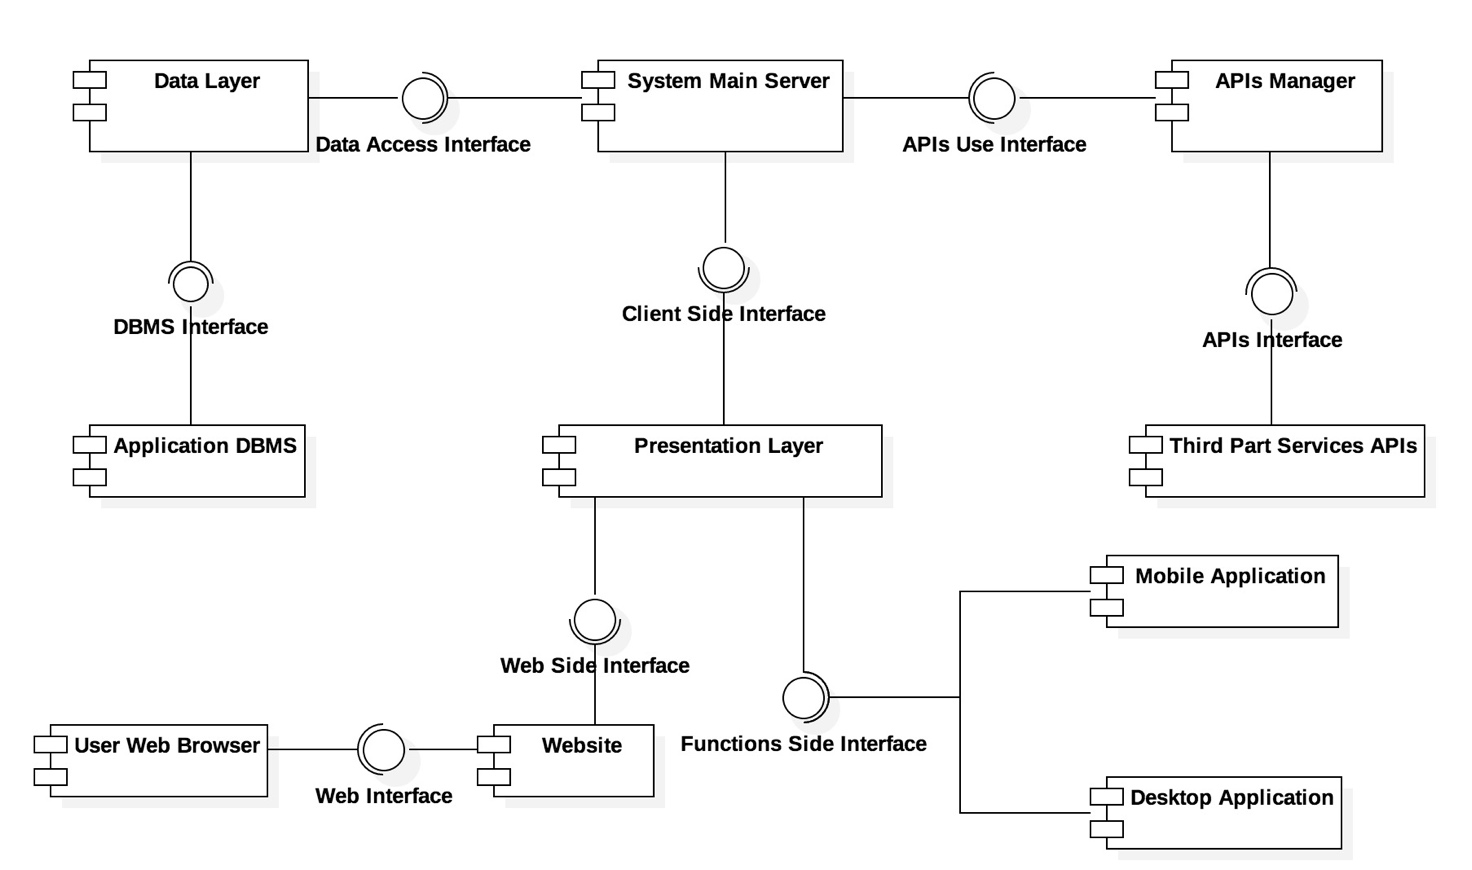 Data Layer
System Main Server
APIs Manager
Data Access Interface
APIs Use Interface
Client Side Interface
DBMS Interface
APIs Interface
Application DBMS
Presentation Layer
Third Part Services APIs
Mobile Application
Web Side Interface
User Web Browser
Website
Functions Side Interface
Web Interface
Desktop Application